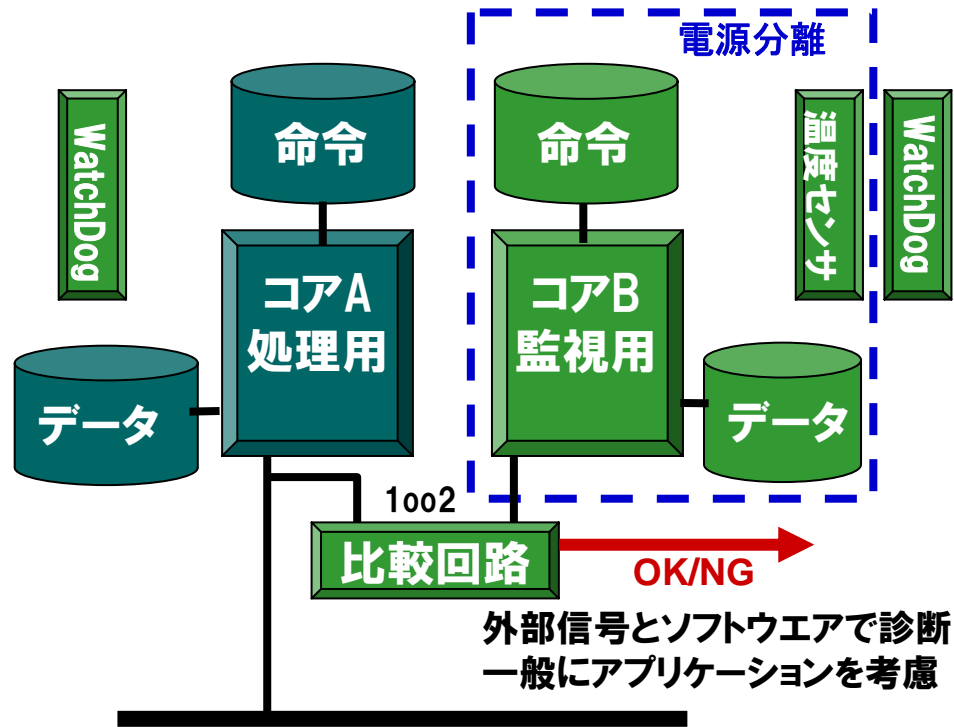 電源分離
命令
命令
WatchDog
温度センサ
WatchDog
コアA
処理用
コアB
監視用
データ
データ
1oo2
比較回路
OK/NG
外部信号とソフトウエアで診断
一般にアプリケーションを考慮